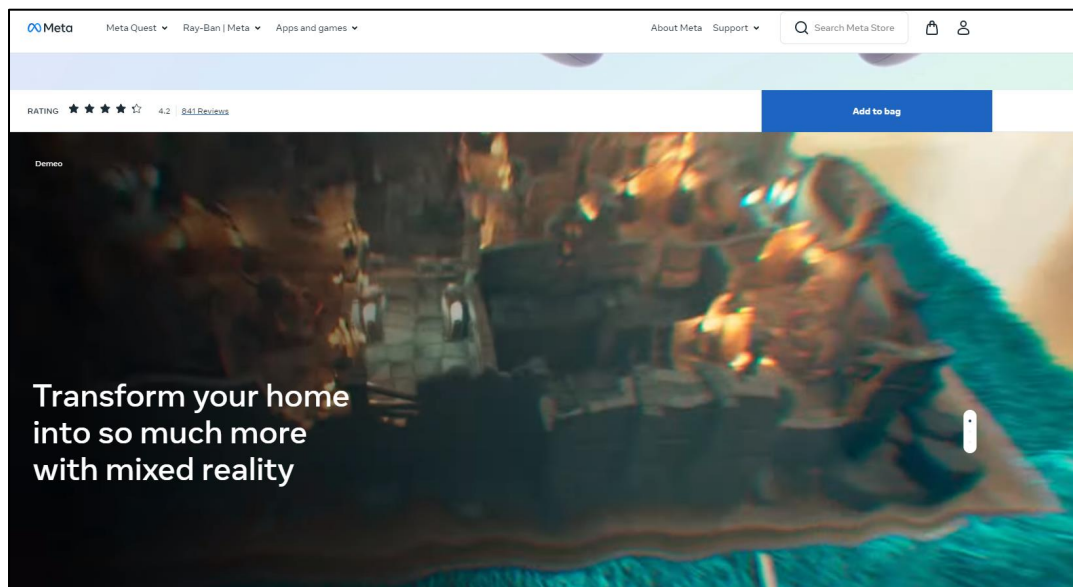 Meta Meta Quest Ray-Ban | Meta Apps and games About Meta Support Search Meta Store
RATING 4.2 | 841 Reviews Add to bag
Demeo
Transform your home
into so much more
with mixed reality